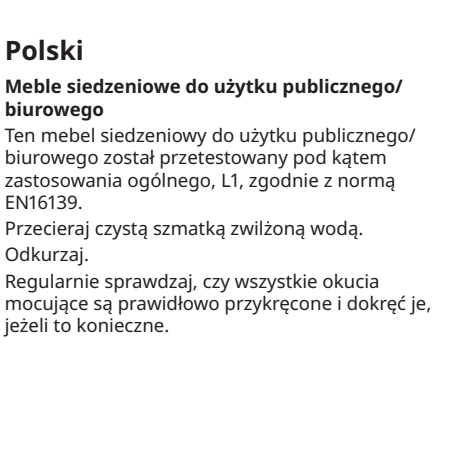 Polski
Meble siedzeniowe do użytku publicznego/
biurowego
Ten mebel siedzeniowy do użytku publicznego/
biurowego został przetestowany pod kątem
zastosowania ogólnego, L1, zgodnie z normą
EN16139.
Przecieraj czystą szmatką zwilżoną wodą.
Odkurzaj.
Regularnie sprawdzaj, czy wszystkie okucia
mocujące są prawidłowo przykręcone i dokręć je,
jeżeli to konieczne.